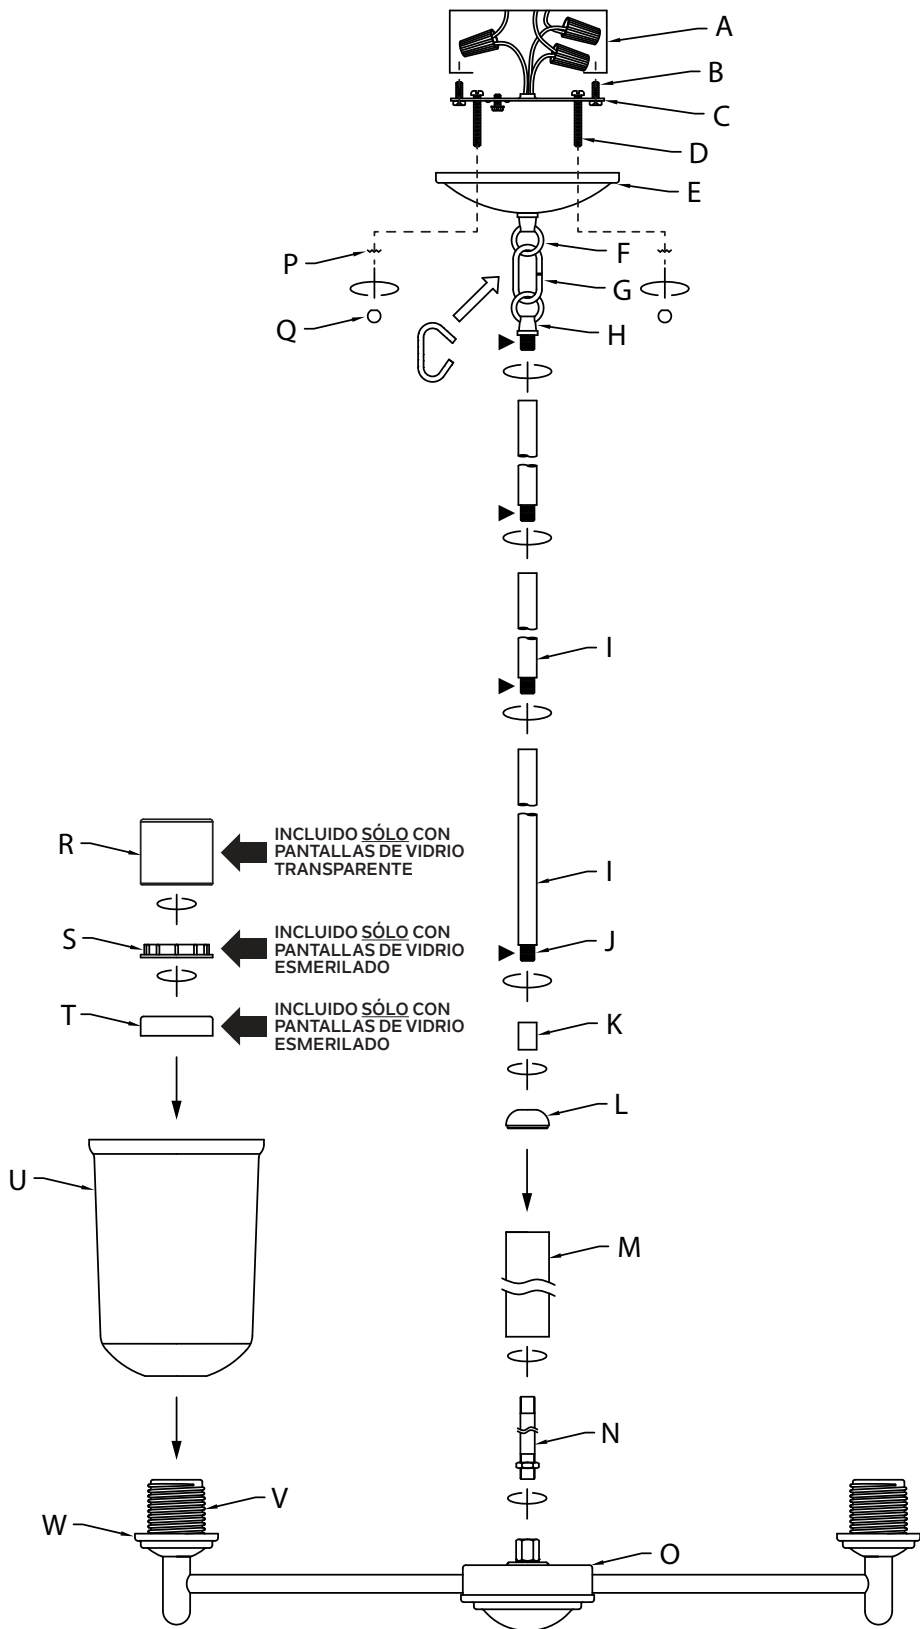 A
B
C
D
E
F
P
G
Q
H
I
R
INCLUIDO SÓLO CON
PANTALLAS DE VIDRIO
TRANSPARENTE
I
S
INCLUIDO SÓLO CON
PANTALLAS DE VIDRIO
ESMERILADO
J
T
INCLUIDO SÓLO CON
PANTALLAS DE VIDRIO
ESMERILADO
K
L
U
M
N
V
W
O